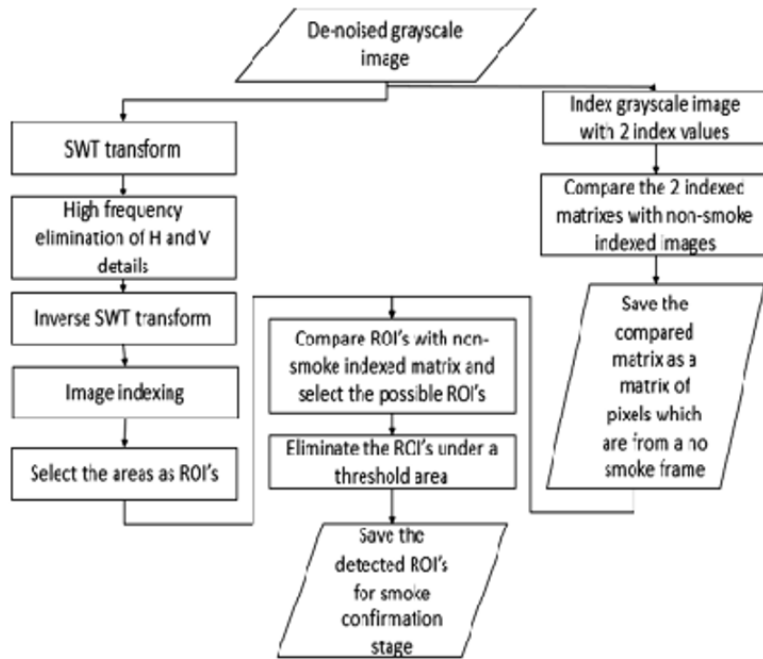 De-noised grayscale
image
SWT transform
High frequency
elimination of H and V
details
Inverse SWT transform
Image indexing
Select the areas as ROI's
Index grayscale image
with 2 index values
Compare the 2 indexed
matrixes with non-smoke
indexed images
Save the
compared
matrix as a
matrix of
pixels which
are from a no
smoke frame
Compare ROI's with non-
smoke indexed matrix and
select the possible ROI's
Eliminate the ROI's under a
threshold area
Save the
detected ROI's
for smoke
confirmation
stage